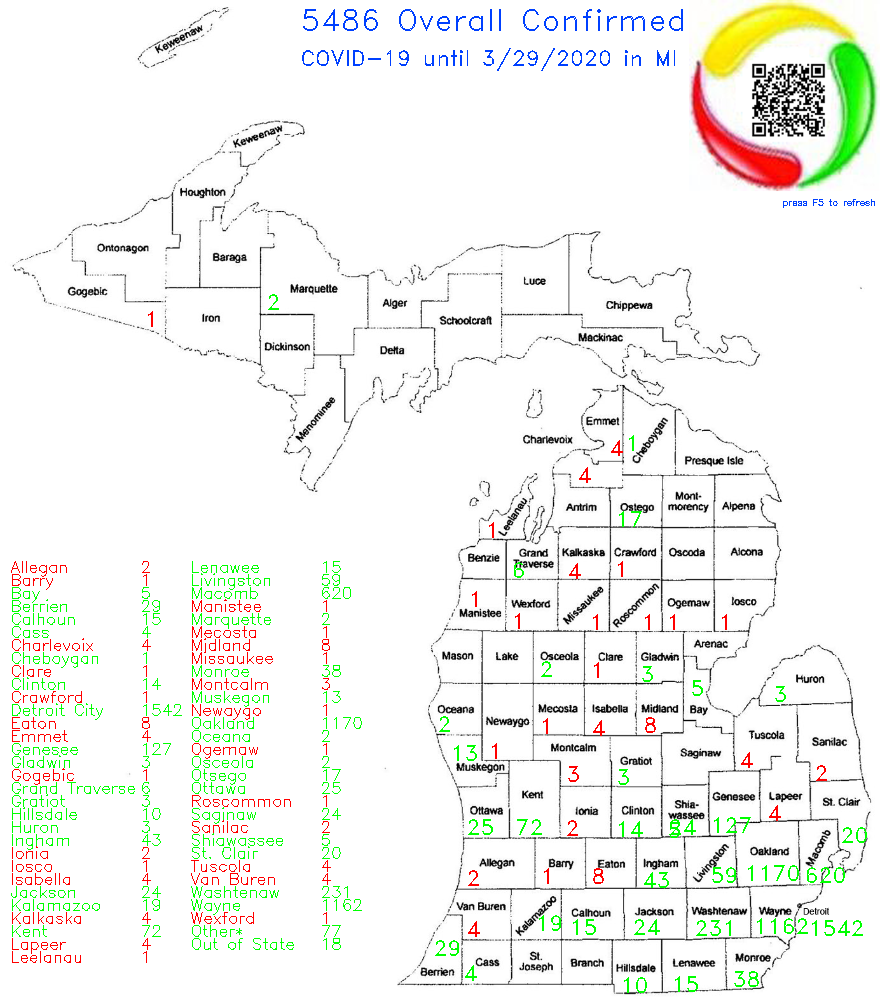 5486 Overall Confirmed
COVID-19 until 3/29/2020 in MI
press F5 to refresh
Keweenaw
Keweenaw
Houghton
Ontonagon
Baraga
Gogebic
1
Iron
Marquette
2
Dickinson
Alger
Luce
Chippewa
Schoolcraft
Mackinac
Delta
Menominee
Emmet
4
Charlevoix
4
1
Cheboygan
Presque Isle
Leelanau
1
Antrim
Ostego
17
Mont-
morency
Alpena
Benzie
Grand
Traverse
6
Kalkaska
4
Crawford
1
Oscoda
Alcona
1
Manistee
Wexford
1
Missaukee
1
Roscommon
1
Ogemaw
1
Iosco
1
Mason
Lake
Osceola
2
Clare
1
Gladwin
3
Arenac
Huron
3
Oceana
2
Newaygo
1
Mecosta
1
Isabella
4
Midland
8
5
Bay
Tuscola
4
Sanilac
2
13
Muskegon
Montcalm
3
Gratiot
3
Saginaw
24
Kent
72
Ottawa
25
Ionia
2
Clinton
14
Shia-
wassee
5
Genesee
127
Lapeer
4
St. Clair
20
Allegan
2
Barry
1
Eaton
8
Ingham
43
Livingston
59
Oakland
1170
Macomb
620
Van Buren
4
Kalamazoo
19
Calhoun
15
Jackson
24
Washtenaw
231
Wayne
1162
Detroit
1542
29
Berrien
Cass
4
St.
Joseph
Branch
Hillsdale
10
Lenawee
15
Monroe
38
Allegan 2 Lenawee 15
Barry 1 Livingston 59
Bay 5 Macomb 620
Berrien 29 Manistee 1
Calhoun 15 Marquette 2
Cass 4 Mecosta 1
Charlevoix 4 Midland 8
Cheboygan 1 Missaukee 1
Clare 1 Monroe 38
Clinton 14 Montcalm 3
Crawford 1 Muskegon 13
Detroit City 1542 Newaygo 1
Eaton 8 Oakland 1170
Emmet 4 Oceana 2
Genesee 127 Ogemaw 1
Gladwin 3 Osceola 2
Gogebic 1 Otsego 17
Grand Traverse 6 Ottawa 25
Gratiot 3 Roscommon 1
Hillsdale 10 Saginaw 24
Huron 3 Sanilac 2
Ingham 43 Shiawassee 5
Ionia 2 St. Clair 20
Iosco 1 Tuscola 4
Isabella 4 Van Buren 4
Jackson 24 Washtenaw 231
Kalamazoo 19 Wayne 1162
Kalkaska 4 Wexford 1
Kent 72 Other* 77
Lapeer 4 Out of State 18
Leelanau 1